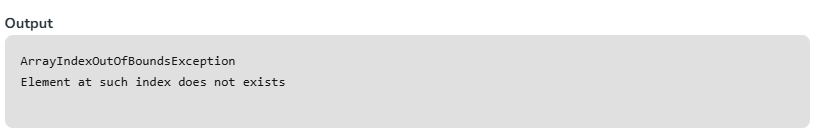 Output
ArrayIndexOutOfBoundsException
Element at such index does not exists